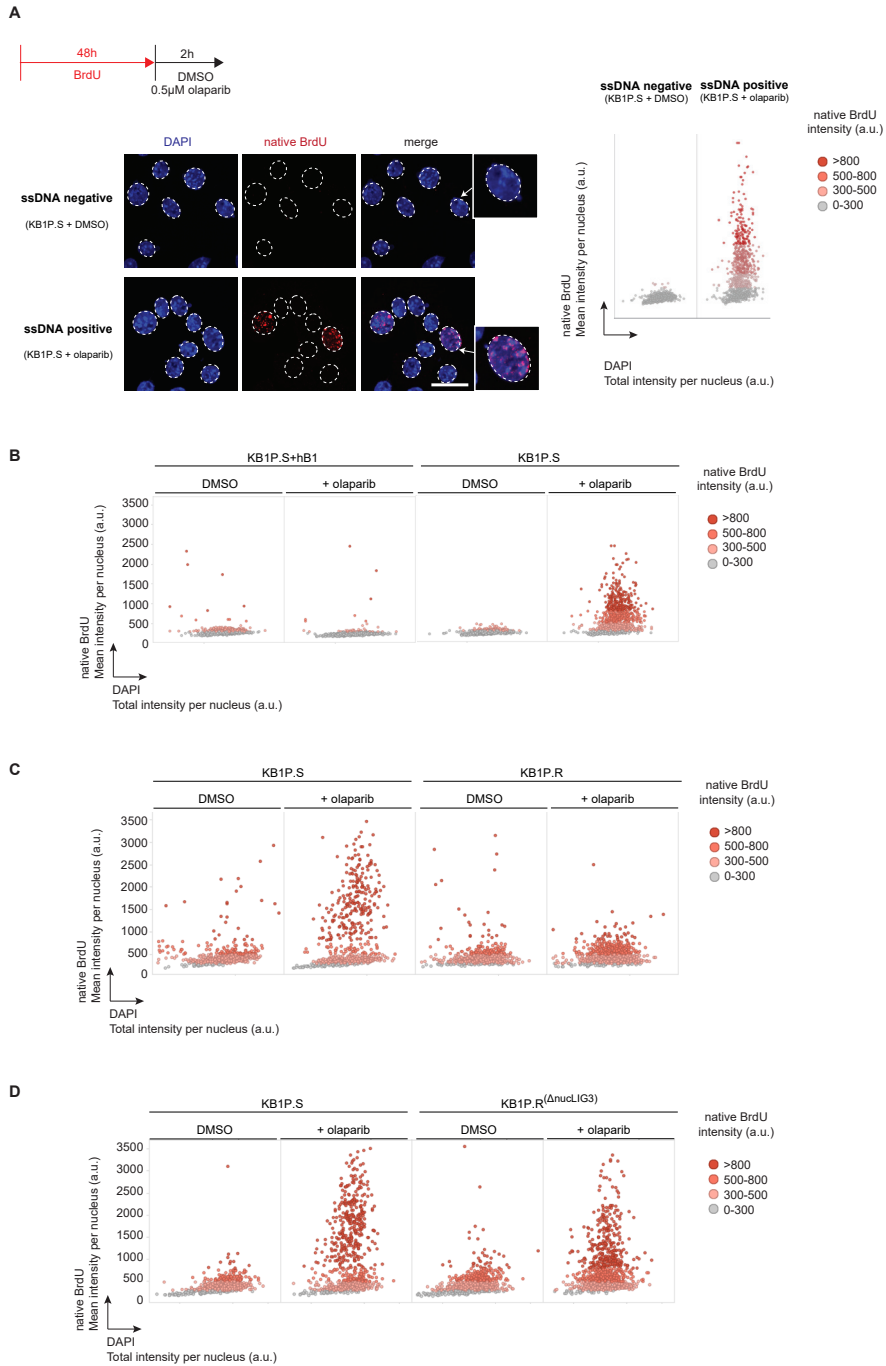 A
48h
BrdU
2h
DMSO
0.5µM olaparib
DAPI
native BrdU
merge
ssDNA negative
(KB1P.S + DMSO)
ssDNA positive
(KB1P.S + olaparib)
ssDNA negative
(KB1P.S + DMSO)
ssDNA positive
(KB1P.S + olaparib)
native BrdU
intensity (a.u.)
>800
500-800
300-500
0-300
native BrdU
Mean intensity per nucleus (a.u.)
DAPI
Total intensity per nucleus (a.u.)
B
KB1P.S+hB1
KB1P.S
DMSO
+ olaparib
DMSO
+ olaparib
native BrdU
intensity (a.u.)
>800
500-800
300-500
0-300
3500
3000
2500
2000
1500
1000
500
0
native BrdU
Mean intensity per nucleus (a.u.)
DAPI
Total intensity per nucleus (a.u.)
C
KB1P.S
KB1P.R
DMSO
+ olaparib
DMSO
+ olaparib
native BrdU
intensity (a.u.)
>800
500-800
300-500
0-300
3500
3000
2500
2000
1500
1000
500
0
native BrdU
Mean intensity per nucleus (a.u.)
DAPI
Total intensity per nucleus (a.u.)
D
KB1P.S
KB1P.R(ΔnucLIG3)
DMSO
+ olaparib
DMSO
+ olaparib
native BrdU
intensity (a.u.)
>800
500-800
300-500
0-300
3500
3000
2500
2000
1500
1000
500
0
native BrdU
Mean intensity per nucleus (a.u.)
DAPI
Total intensity per nucleus (a.u.)